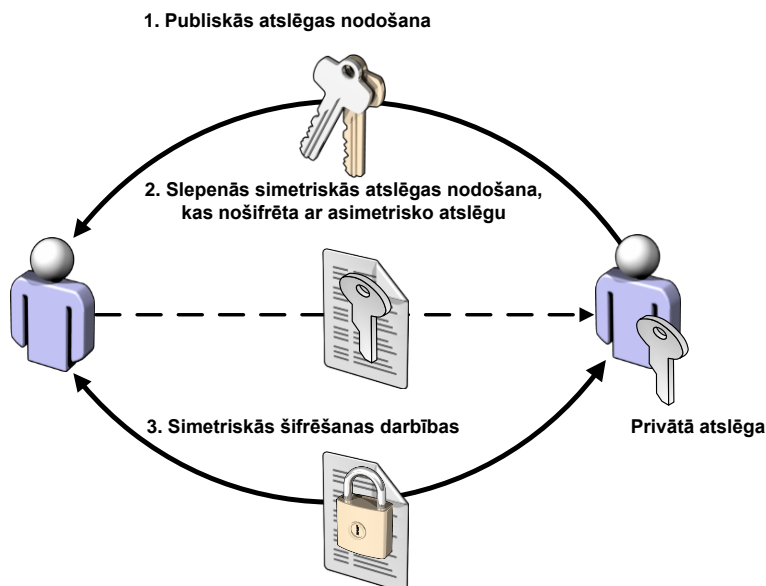 1. Publiskās atslēgas nodošana
2. Slepenās simetriskās atslēgas nodošana,
kas nošifrēta ar asimetrisko atslēgu
3. Simetriskās šifrēšanas darbības
Privātā atslēga